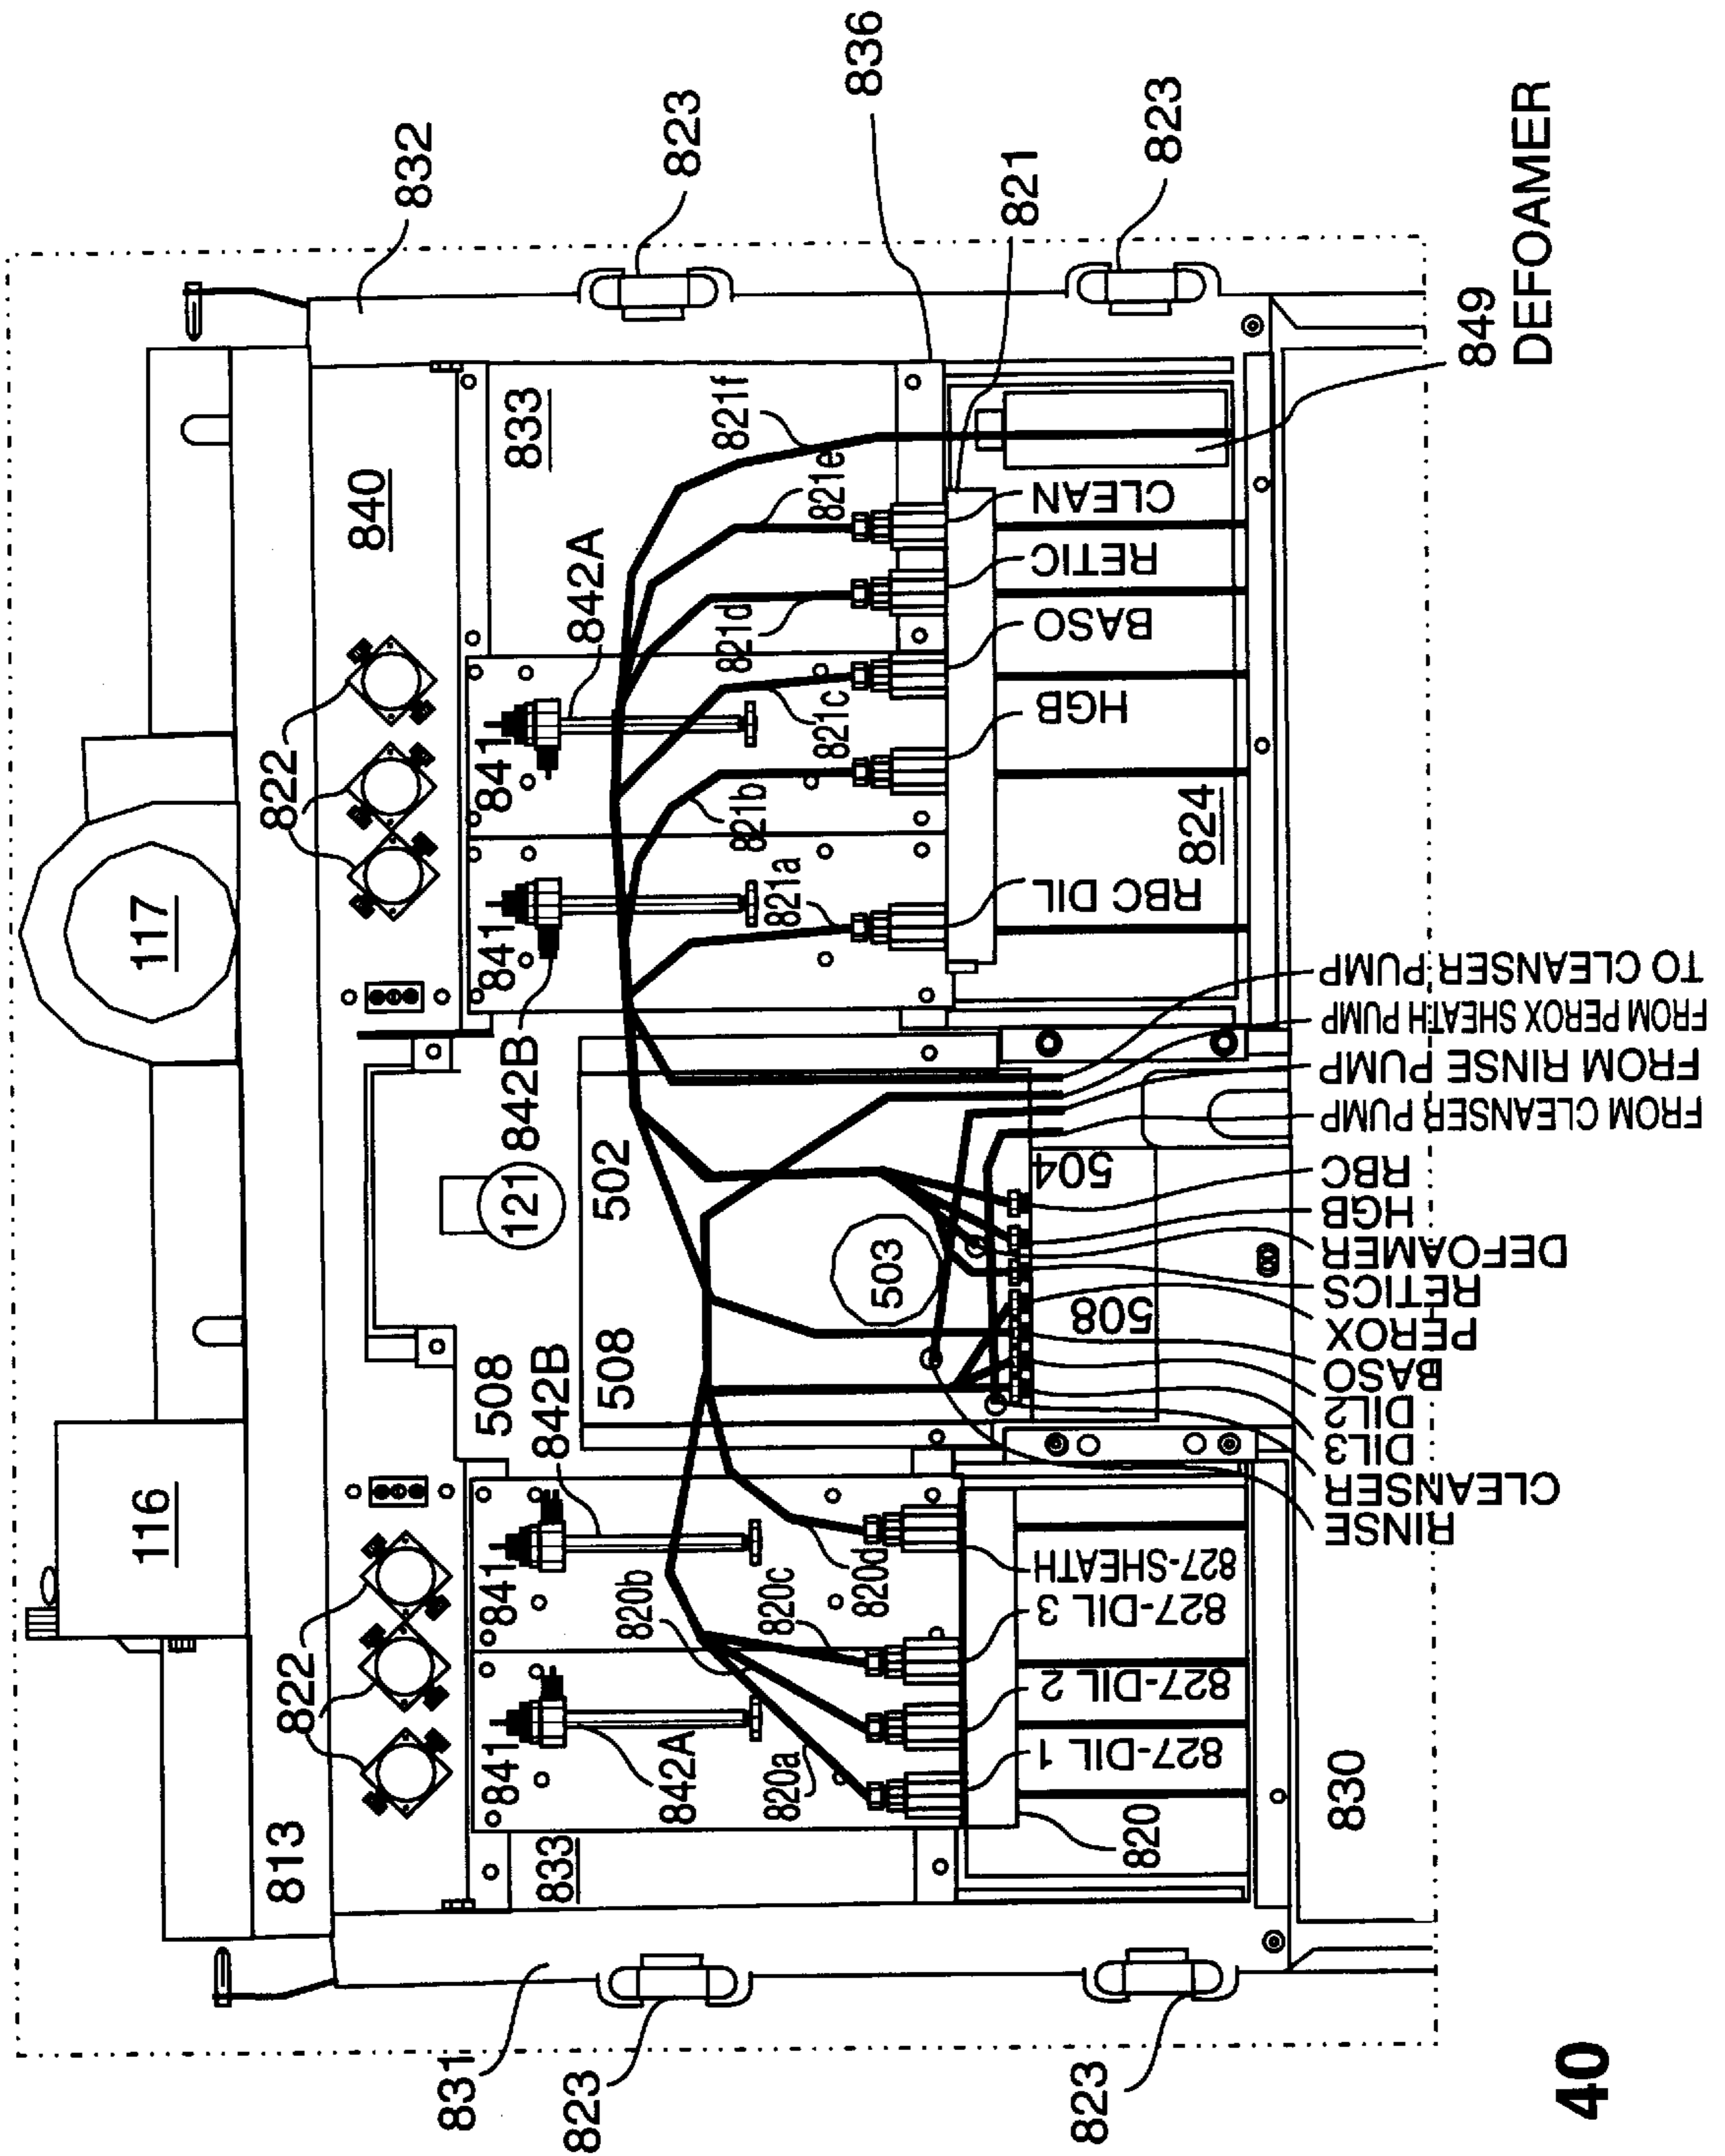 117
116
813
840
822
822
832
831
823
823
823
823
833
833
836
821
841
841
841
841
842A
842A
842B
842B
121
502
503
504
508
508
508
820
820a
820b
820c
820d
821a
821b
821c
821d
821e
821f
824
830
827-DIL 1
827-DIL 2
827-DIL 3
827-SHEATH
RBC DIL
HGB
BASO
RETIC
CLEAN
849
DEFOAMER
TO CLEANSER PUMP
FROM PEROX SHEATH PUMP
FROM RINSE PUMP
FROM CLEANSER PUMP
RBC
HGB
DEFOAMER
RETICS
PEROX
BASO
DIL2
DIL3
CLEANSER
RINSE
40